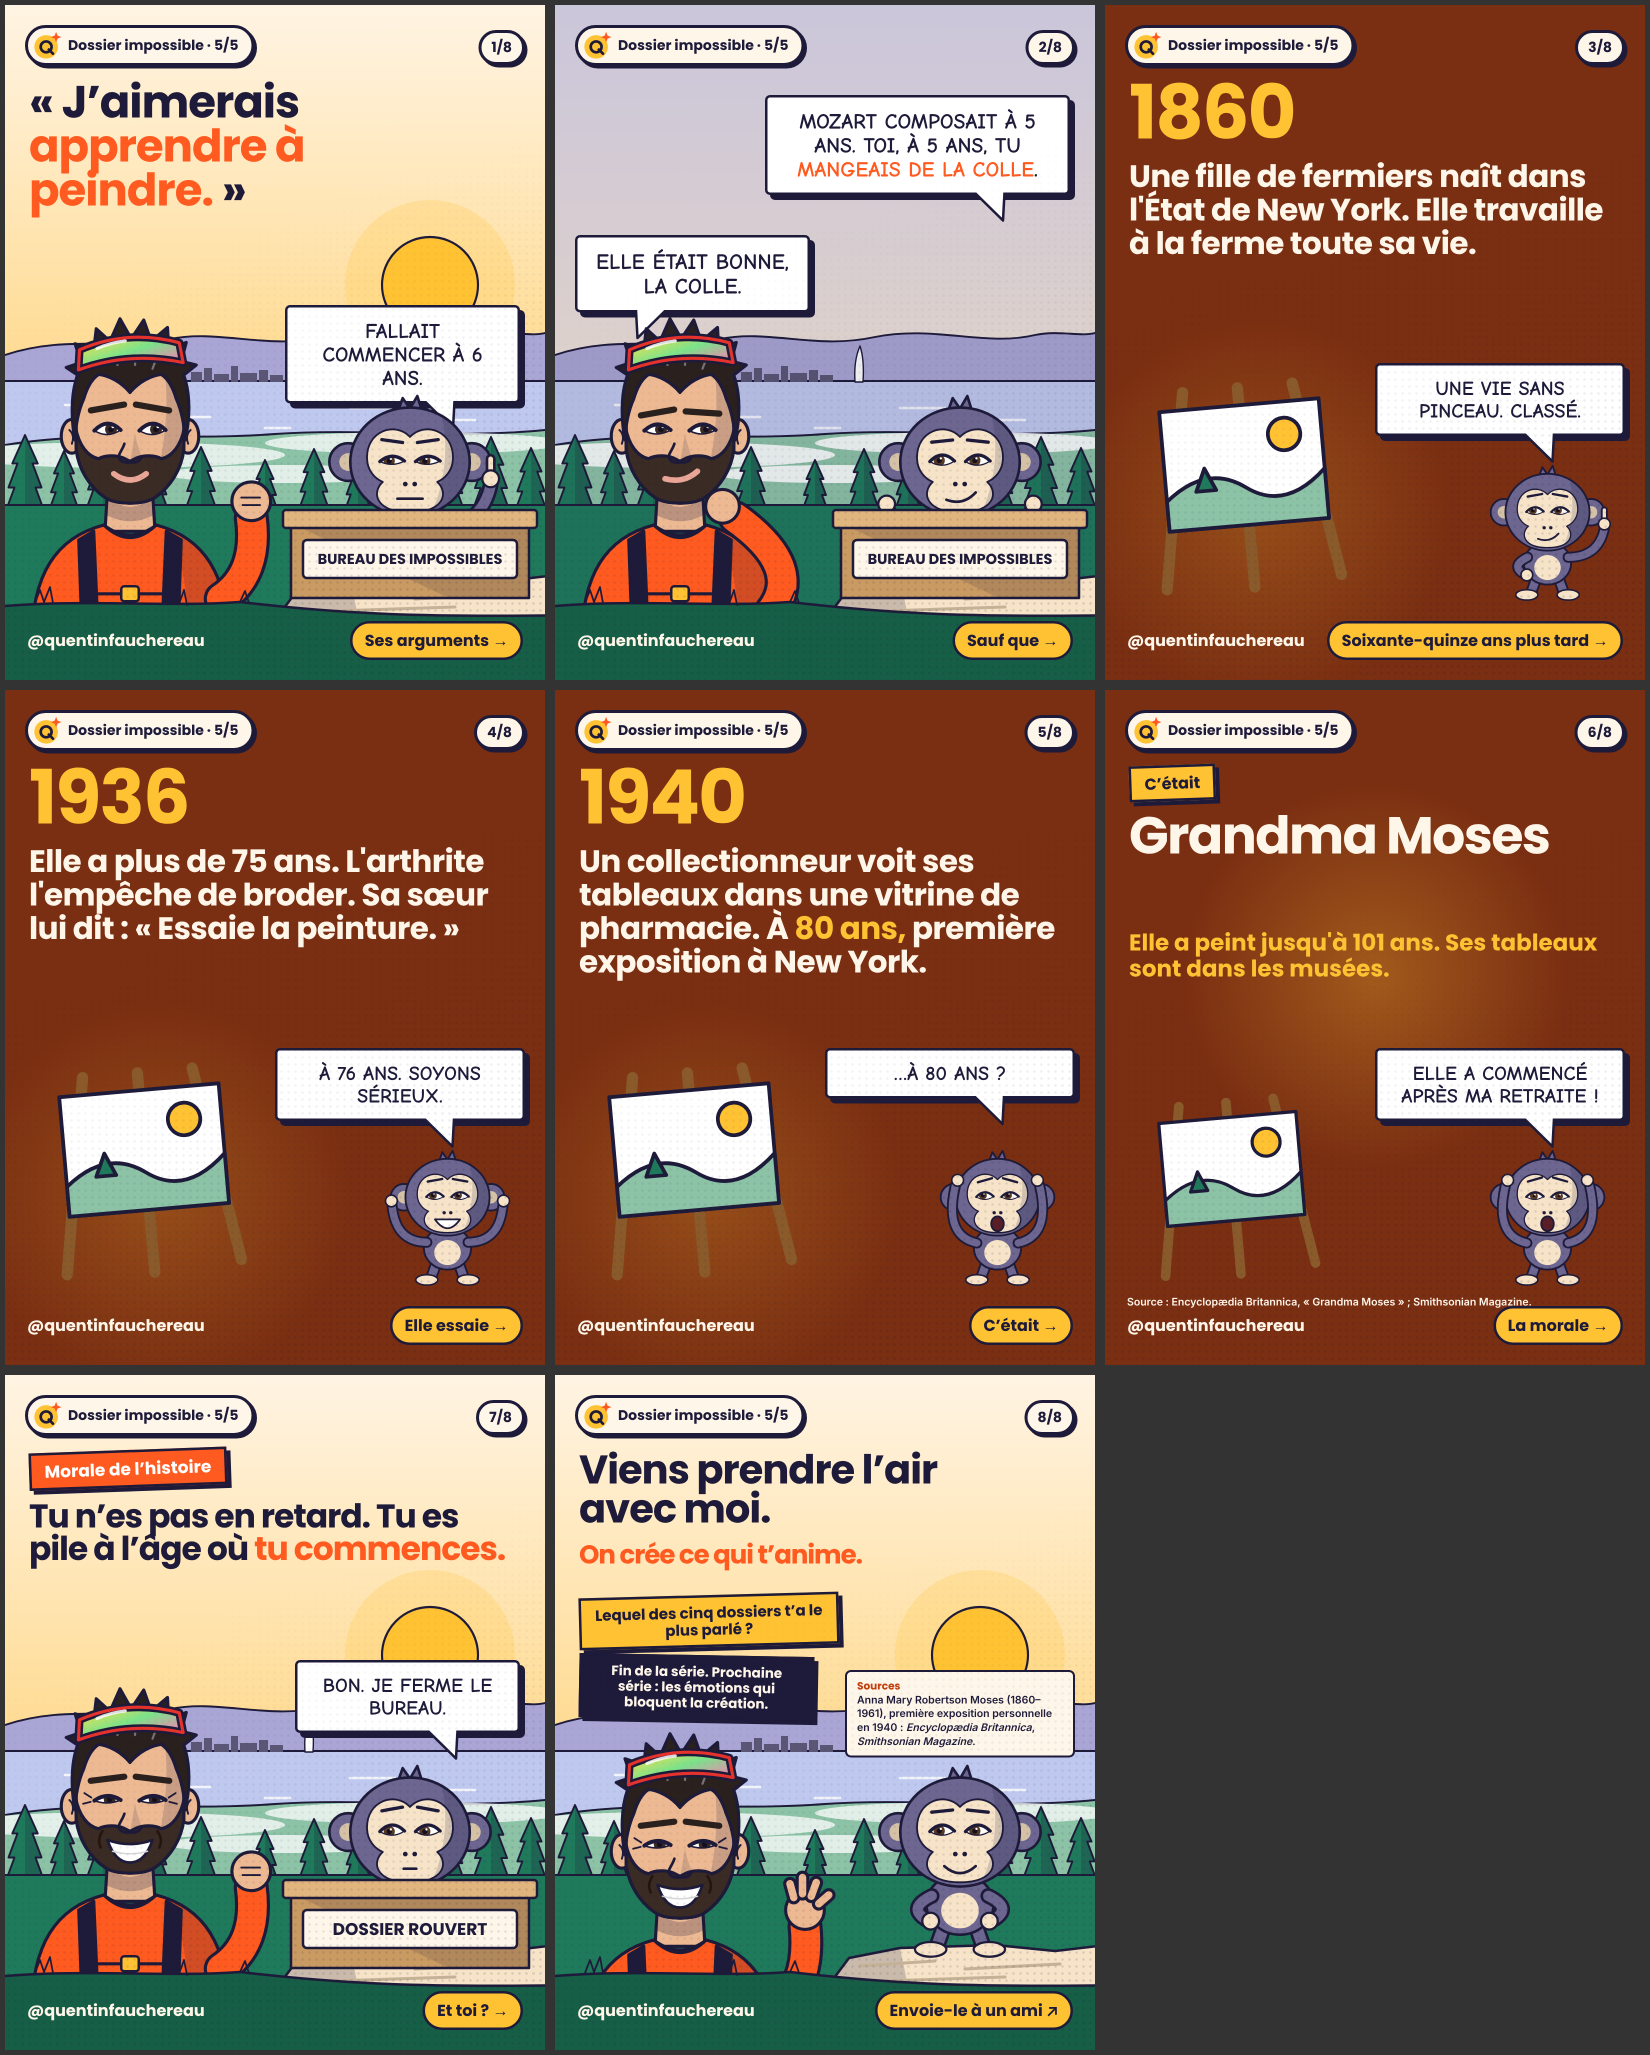 Q Dossier impossible · 5/5
1/8
« J’aimerais
apprendre à
peindre. »
FALLAIT
COMMENCER À 6
ANS.
BUREAU DES IMPOSSIBLES
@quentinfauchereau
Ses arguments →
Q Dossier impossible · 5/5
2/8
MOZART COMPOSAIT À 5
ANS. TOI, À 5 ANS, TU
MANGEAIS DE LA COLLE.
ELLE ÉTAIT BONNE,
LA COLLE.
BUREAU DES IMPOSSIBLES
@quentinfauchereau
Sauf que →
Q Dossier impossible · 5/5
3/8
1860
Une fille de fermiers naît dans
l'État de New York. Elle travaille
à la ferme toute sa vie.
UNE VIE SANS
PINCEAU. CLASSÉ.
@quentinfauchereau
Soixante-quinze ans plus tard →
Q Dossier impossible · 5/5
4/8
1936
Elle a plus de 75 ans. L'arthrite
l'empêche de broder. Sa sœur
lui dit : « Essaie la peinture. »
À 76 ANS. SOYONS
SÉRIEUX.
@quentinfauchereau
Elle essaie →
Q Dossier impossible · 5/5
5/8
1940
Un collectionneur voit ses
tableaux dans une vitrine de
pharmacie. À 80 ans, première
exposition à New York.
...À 80 ANS ?
@quentinfauchereau
C’était →
Q Dossier impossible · 5/5
6/8
C’était
Grandma Moses
Elle a peint jusqu'à 101 ans. Ses tableaux
sont dans les musées.
ELLE A COMMENCÉ
APRÈS MA RETRAITE !
Source : Encyclopædia Britannica, « Grandma Moses » ; Smithsonian Magazine.
@quentinfauchereau
La morale →
Q Dossier impossible · 5/5
7/8
Morale de l’histoire
Tu n’es pas en retard. Tu es
pile à l’âge où tu commences.
BON. JE FERME LE
BUREAU.
DOSSIER ROUVERT
@quentinfauchereau
Et toi ? →
Q Dossier impossible · 5/5
8/8
Viens prendre l’air
avec moi.
On crée ce qui t’anime.
Lequel des cinq dossiers t’a le
plus parlé ?
Fin de la série. Prochaine
série : les émotions qui
bloquent la création.
Sources
Anna Mary Robertson Moses (1860–
1961), première exposition personnelle
en 1940 : Encyclopædia Britannica,
Smithsonian Magazine.
@quentinfauchereau
Envoie-le à un ami ↗